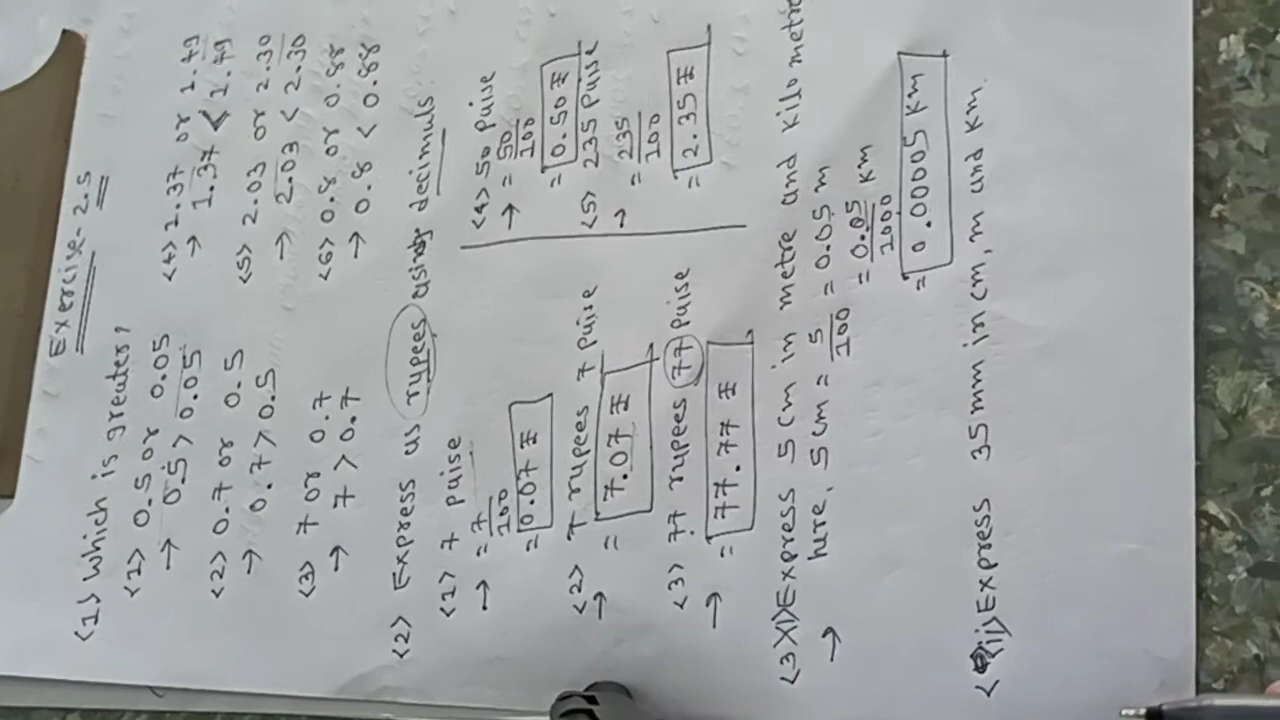 Exercise-2.5
<1> Which is greater?
<1> 0.5 or 0.05
→ 0.5 > 0.05
<2> 0.7 or 0.5
→ 0.7 > 0.5
<3> 7 or 0.7
→ 7 > 0.7
<4> 1.37 or 1.49
→ 1.37 < 1.49
<5> 2.03 or 2.30
→ 2.03 < 2.30
<6> 0.8 or 0.88
→ 0.8 < 0.88
<2> Express as rupees using decimals
<1> 7 paise
→ = 7/100
= 0.07 ₹
<2> 7 rupees 7 paise
→ = 7.07 ₹
<3> 77 rupees 77 paise
→ = 77.77 ₹
<4> 50 paise
→ = 50/100
= 0.50 ₹
<5> 235 paise
→ = 235/100
= 2.35 ₹
<3><i> Express 5 cm in metre and kilometre
→ here, 5 cm = 5/100 = 0.05 m
= 0.05/1000 km
= 0.00005 km
<ii> Express 35 mm in cm, m and km.